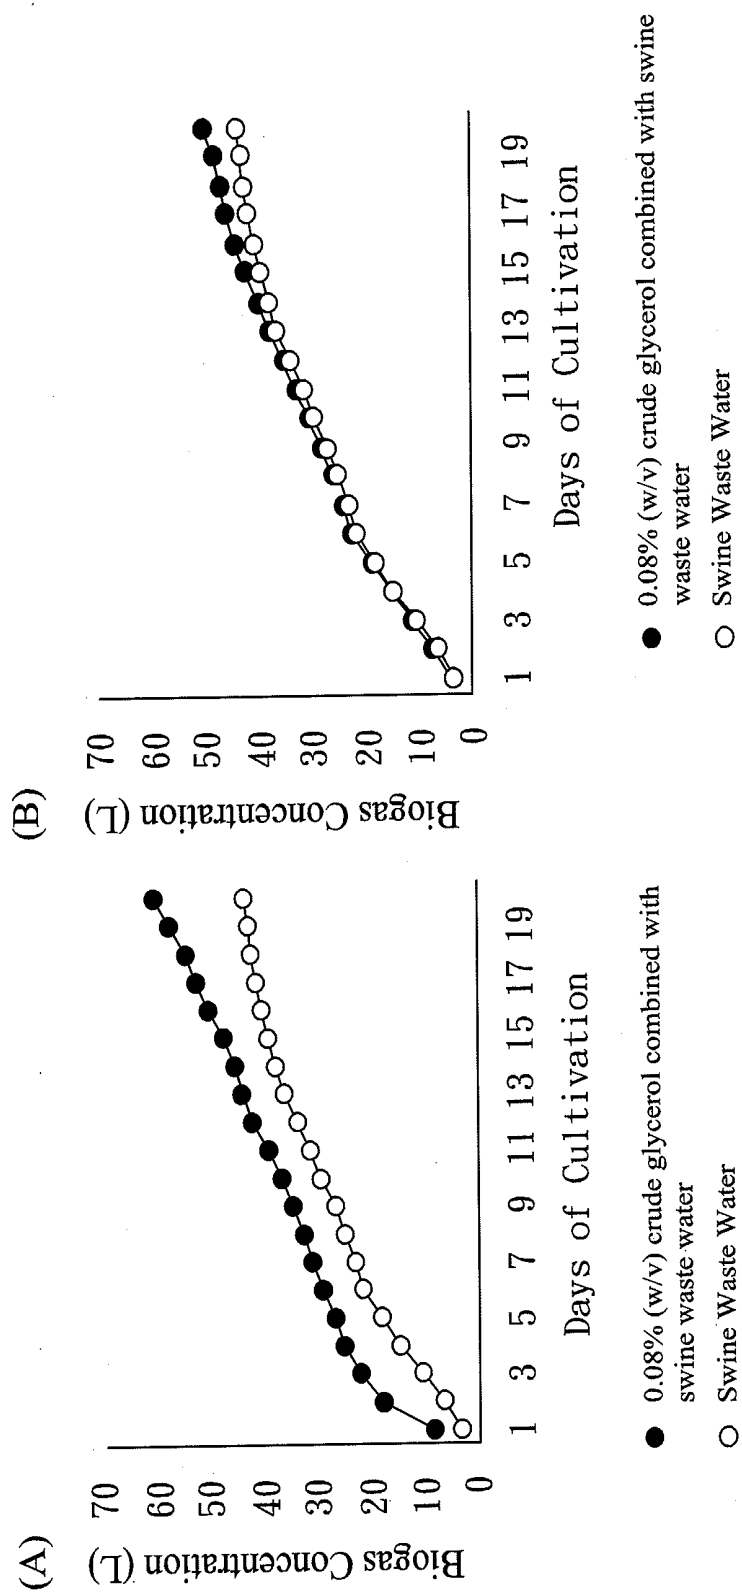 (A)
Biogas Concentration (L)
70
60
50
40
30
20
10
0
1 3 5 7 9 11 13 15 17 19
Days of Cultivation
0.08% (w/v) crude glycerol combined with
swine waste water
Swine Waste Water
(B)
Biogas Concentration (L)
70
60
50
40
30
20
10
0
1 3 5 7 9 11 13 15 17 19
Days of Cultivation
0.08% (w/v) crude glycerol combined with swine
waste water
Swine Waste Water